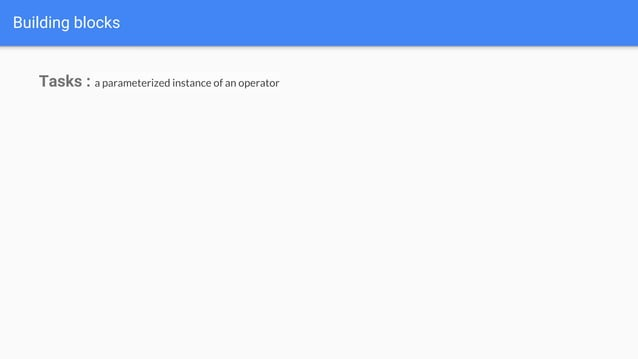 Building blocks
Tasks : a parameterized instance of an operator